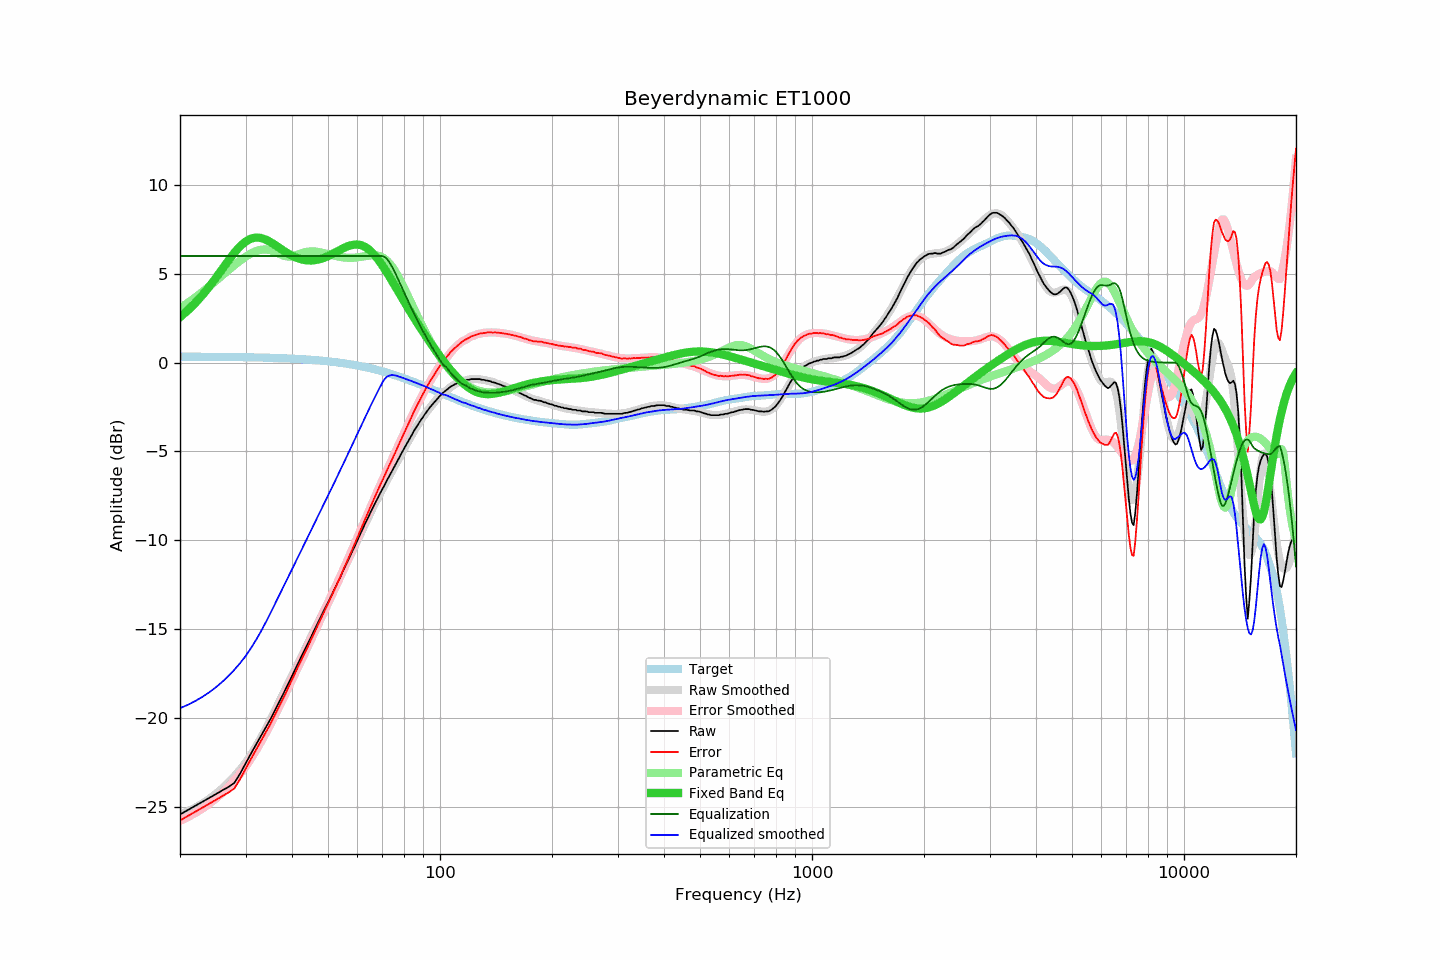 Beyerdynamic ET1000
Amplitude (dBr)
10
5
0
−5
−10
−15
−20
−25
Target
Raw Smoothed
Error Smoothed
Raw
Error
Parametric Eq
Fixed Band Eq
Equalization
Equalized smoothed
100
1000
10000
Frequency (Hz)